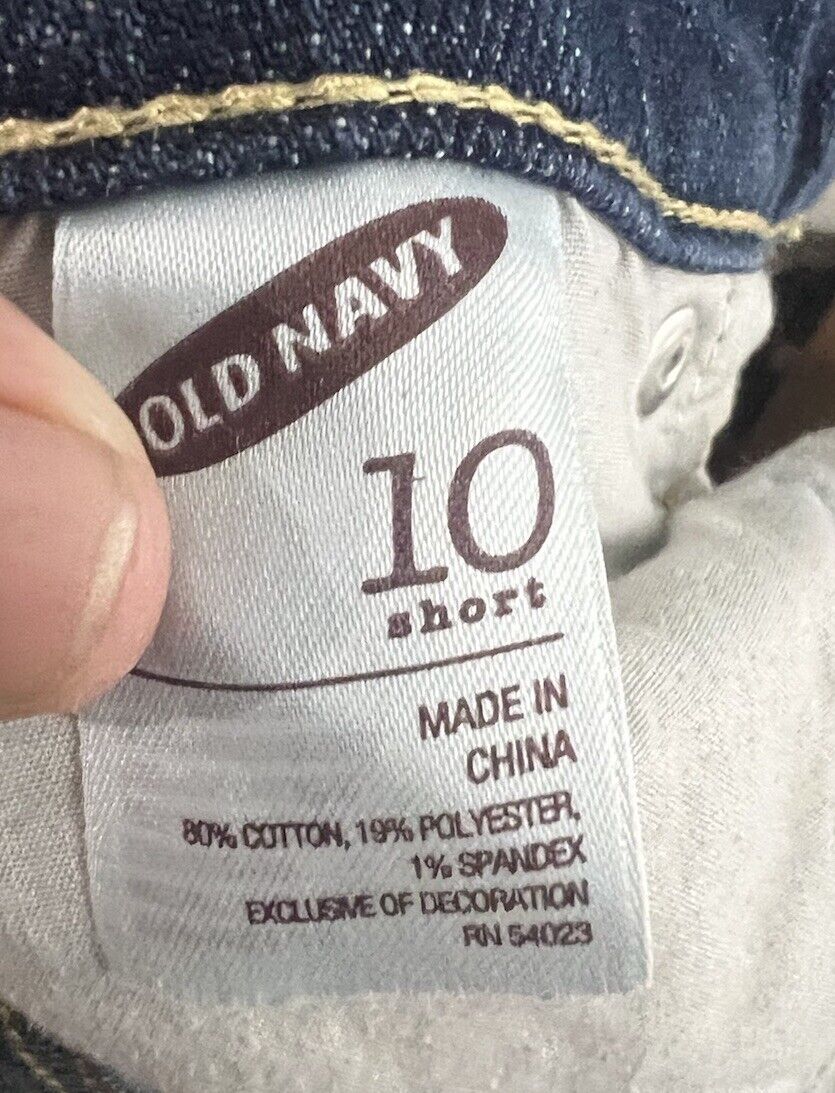 OLD NAVY
10
short
MADE IN
CHINA
80% COTTON, 19% POLYESTER,
1% SPANDEX
EXCLUSIVE OF DECORATION
RN 54023